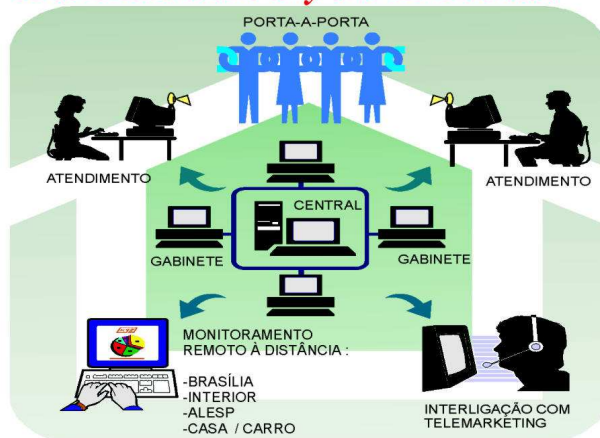 PORTA-A-PORTA
ATENDIMENTO
ATENDIMENTO
CENTRAL
GABINETE
GABINETE
MONITORAMENTO
REMOTO À DISTÂNCIA :
-BRASÍLIA
-INTERIOR
-ALESP
-CASA / CARRO
INTERLIGAÇÃO COM
TELEMARKETING